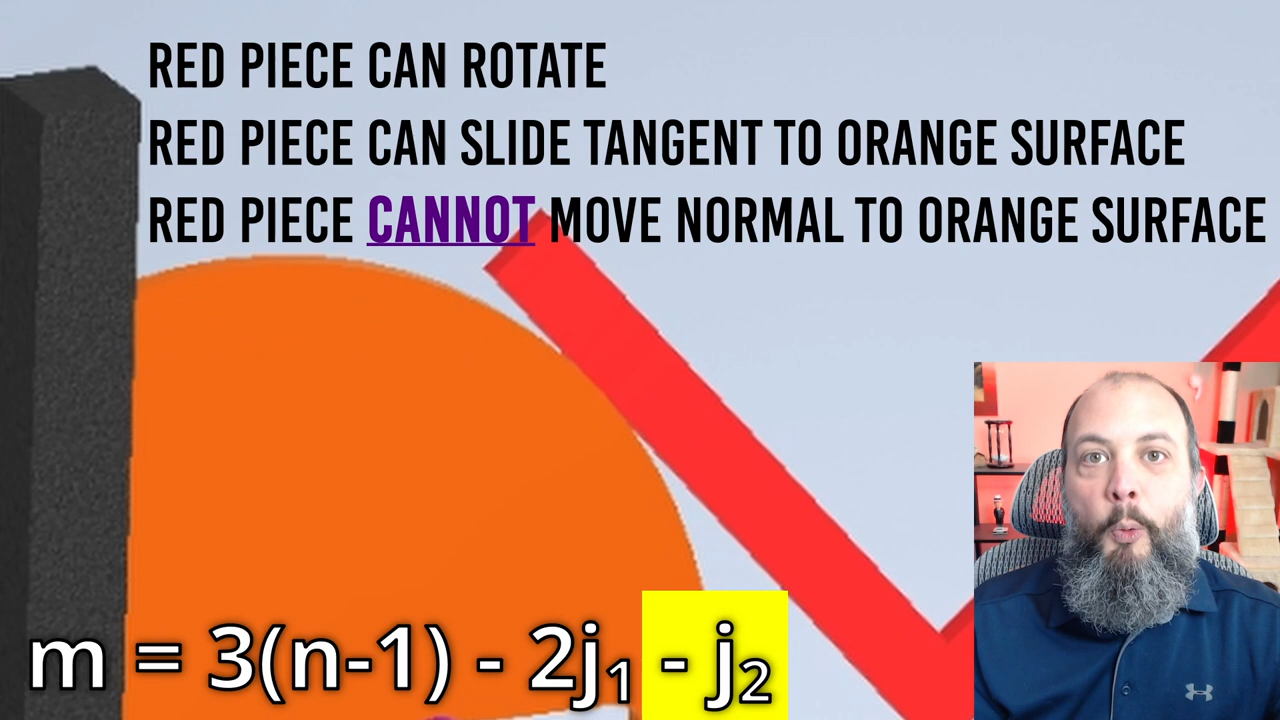 RED PIECE CAN ROTATE
RED PIECE CAN SLIDE TANGENT TO ORANGE SURFACE
RED PIECE CANNOT MOVE NORMAL TO ORANGE SURFACE
m = 3(n-1) - 2j₁ - j₂